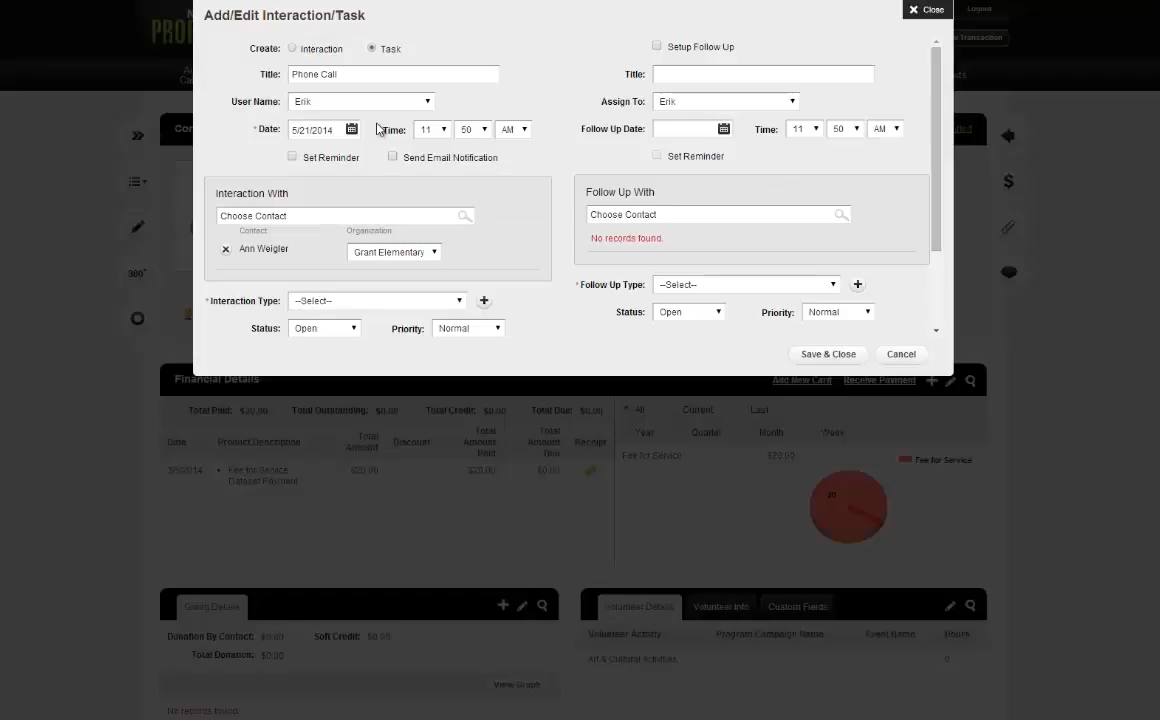 Add/Edit Interaction/Task
Close
Logout
Create: Interaction Task
Setup Follow Up
Title: Phone Call
Title:
User Name: Erik
Assign To: Erik
* Date: 5/21/2014 Time: 11 50 AM
Follow Up Date: Time: 11 50 AM
Set Reminder Send Email Notification
Set Reminder
Interaction With
Choose Contact
Contact Organization
Ann Weigler Grant Elementary
Follow Up With
Choose Contact
No records found.
* Interaction Type: --Select--
* Follow Up Type: --Select--
Status: Open Priority: Normal
Status: Open Priority: Normal
Save & Close Cancel
360°
$
Financial Details
Add New Card Receive Payment
Total Paid: $20.00 Total Outstanding: $0.00 Total Credit: $0.00 Total Due: $0.00
Date Product Description Total Amount Discount Total Amount Paid Total Amount Due Receipt
Fee for Service $20.00 $20.00 $0.00
Dataset Payment
* All Current Last
Year Quarter Month Week
Fee for Service $20.00
Fee for Service
20
Giving Details
Donation By Contact: $0.00 Soft Credit: $0.00
Total Donation: $0.00
View Graph
No records found.
Volunteer Details Volunteer Info Custom Fields
Volunteer Activity Program Campaign Name Event Name Hours
Art & Cultural Activities 0